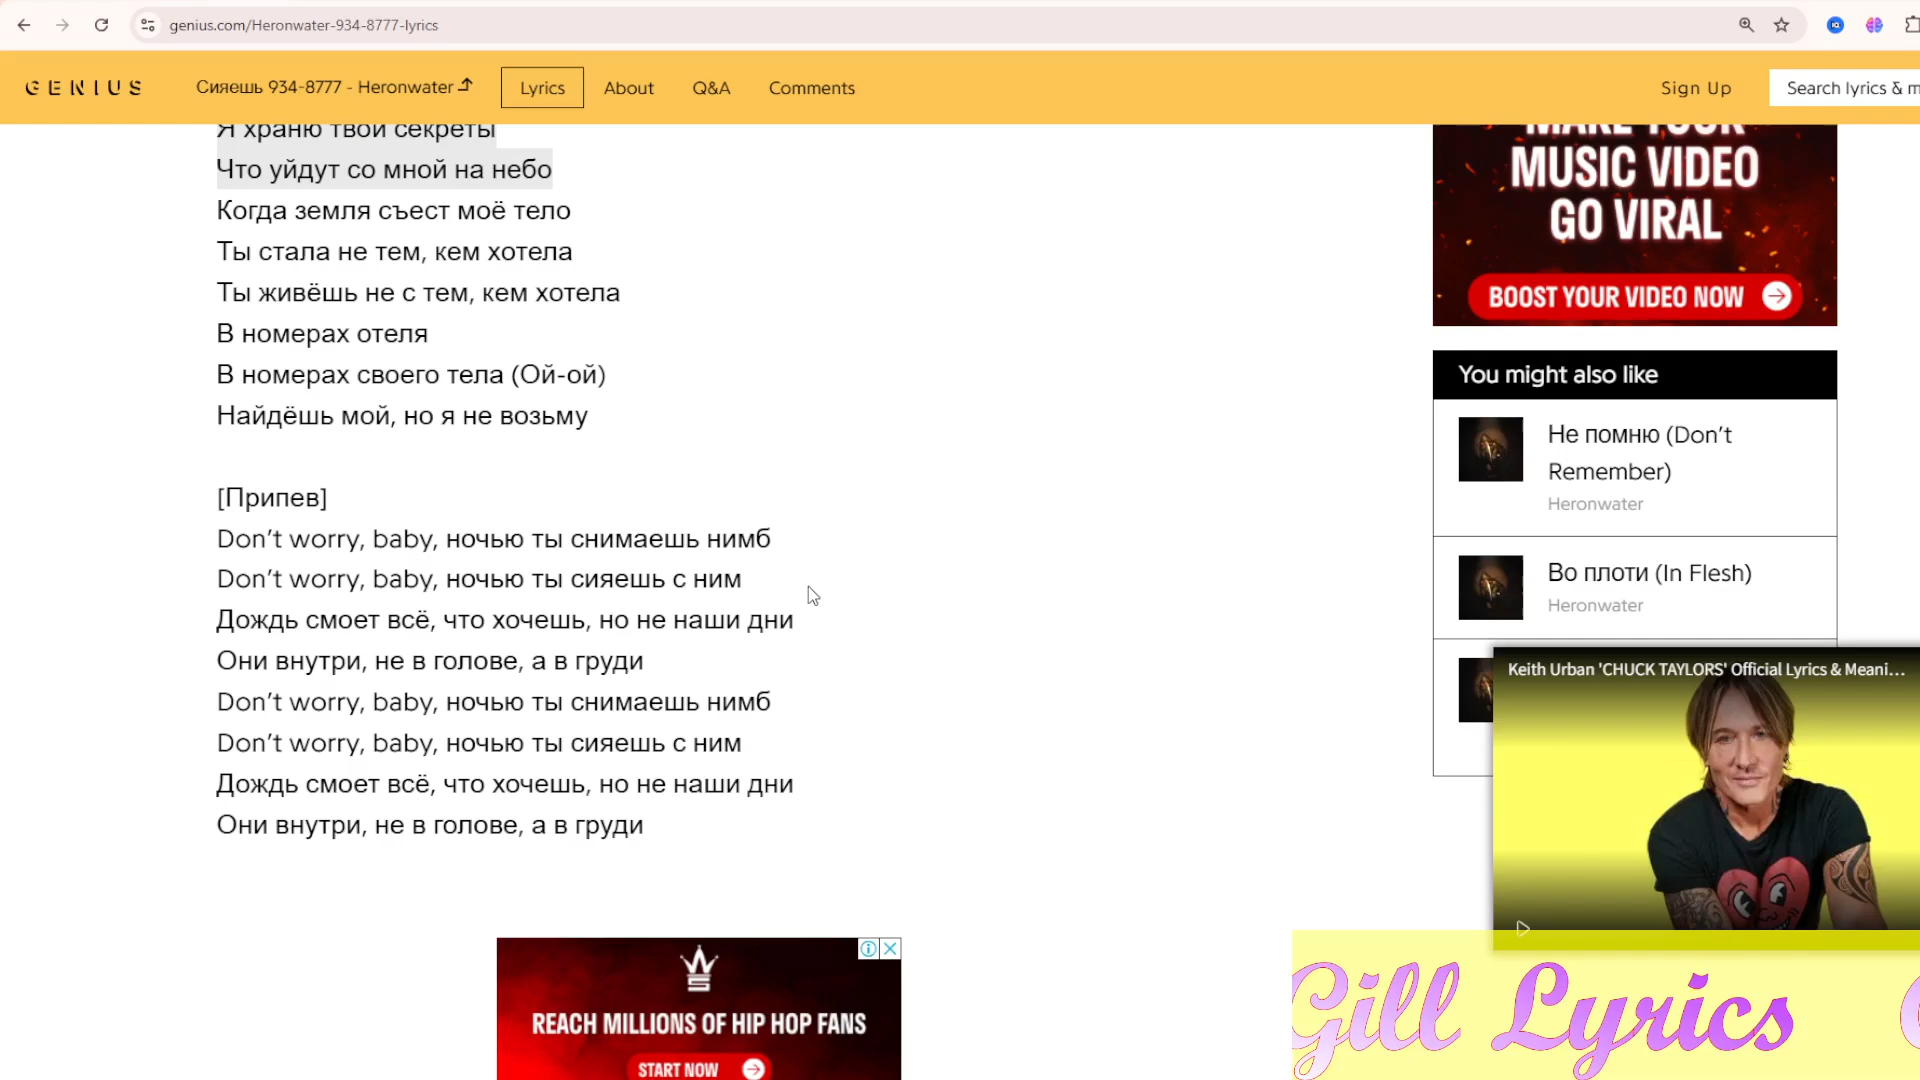 genius.com/Heronwater-934-8777-lyrics
GENIUS
Сияешь 934-8777 - Heronwater
Lyrics
About
Q&A
Comments
Sign Up
Search lyrics & m
Я храню твои секреты
Что уйдут со мной на небо
Когда земля съест моё тело
Ты стала не тем, кем хотела
Ты живёшь не с тем, кем хотела
В номерах отеля
В номерах своего тела (Ой-ой)
Найдёшь мой, но я не возьму
[Припев]
Don’t worry, baby, ночью ты снимаешь нимб
Don’t worry, baby, ночью ты сияешь с ним
Дождь смоет всё, что хочешь, но не наши дни
Они внутри, не в голове, а в груди
Don’t worry, baby, ночью ты снимаешь нимб
Don’t worry, baby, ночью ты сияешь с ним
Дождь смоет всё, что хочешь, но не наши дни
Они внутри, не в голове, а в груди
MAKE YOUR
MUSIC VIDEO
GO VIRAL
BOOST YOUR VIDEO NOW
You might also like
Не помню (Don’t
Remember)
Heronwater
Во плоти (In Flesh)
Heronwater
Keith Urban 'CHUCK TAYLORS' Official Lyrics & Meani...
REACH MILLIONS OF HIP HOP FANS
START NOW
Gill Lyrics